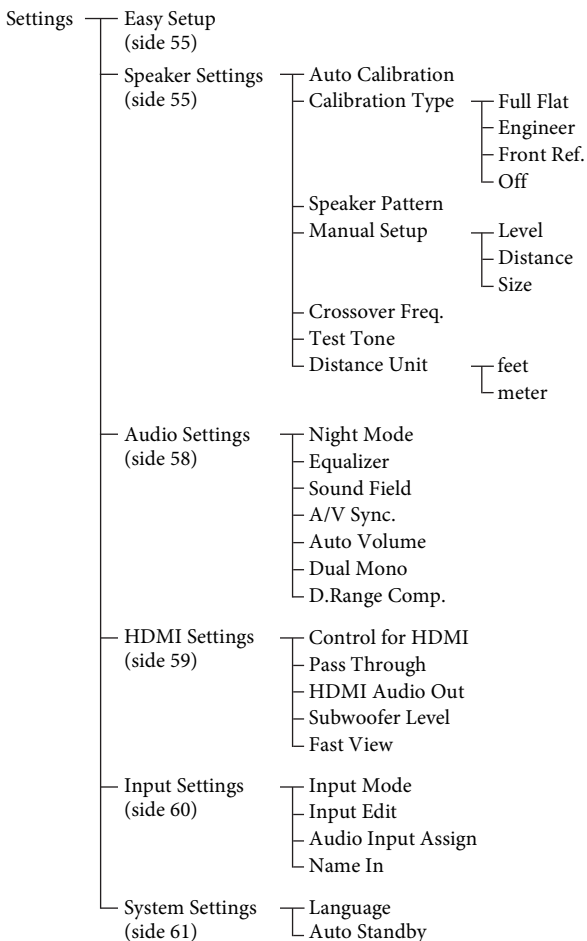 Settings
Easy Setup
(side 55)
Speaker Settings
(side 55)
Auto Calibration
Calibration Type
Full Flat
Engineer
Front Ref.
Off
Speaker Pattern
Manual Setup
Level
Distance
Size
Crossover Freq.
Test Tone
Distance Unit
feet
meter
Audio Settings
(side 58)
Night Mode
Equalizer
Sound Field
A/V Sync.
Auto Volume
Dual Mono
D.Range Comp.
HDMI Settings
(side 59)
Control for HDMI
Pass Through
HDMI Audio Out
Subwoofer Level
Fast View
Input Settings
(side 60)
Input Mode
Input Edit
Audio Input Assign
Name In
System Settings
(side 61)
Language
Auto Standby